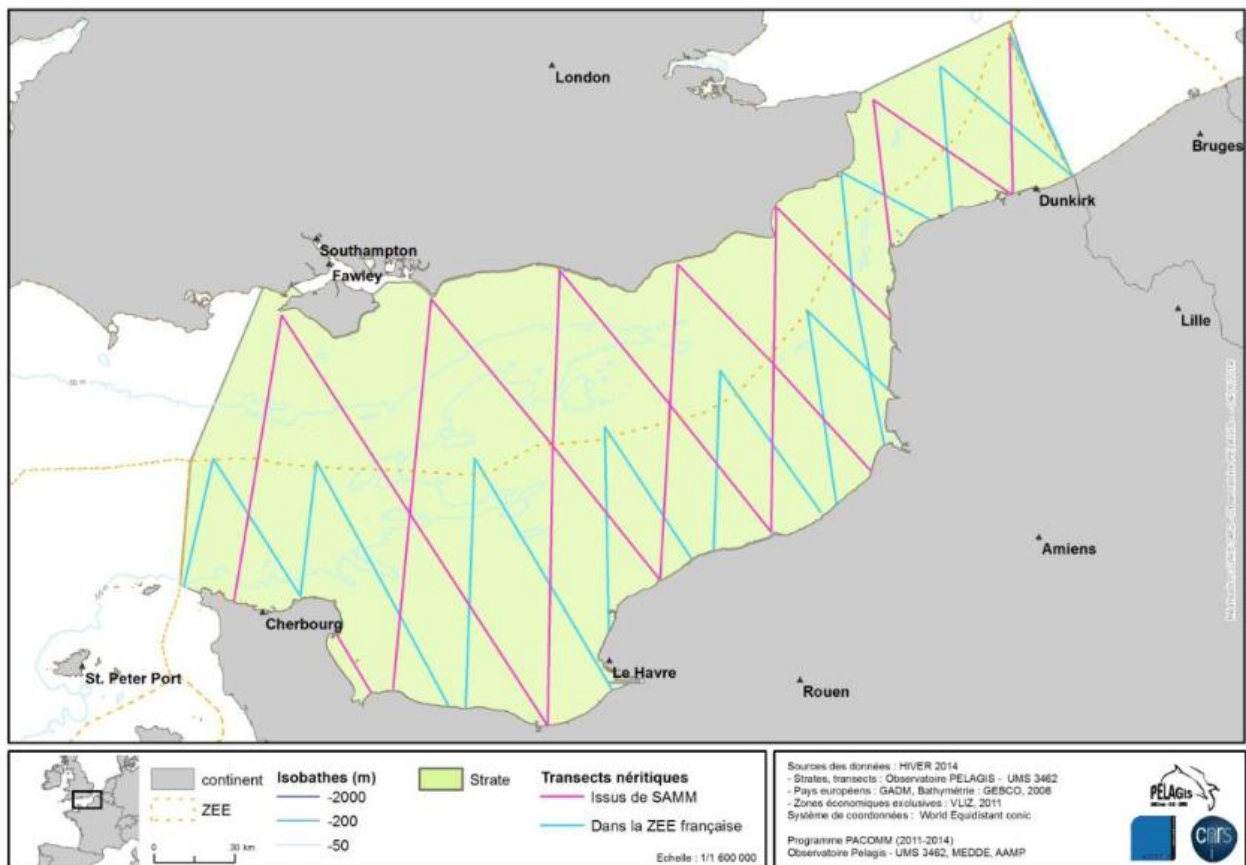 London
Bruges
Dunkirk
Southampton
Fawley
Lille
Amiens
Cherbourg
Le Havre
St. Peter Port
Rouen
continent
ZEE
0
30 km
Isobathes (m)
-2000
-200
-50
Strate
Transects néritiques
Issus de SAMM
Dans la ZEE française
Echelle : 1/1 600 000
Sources des données : HIVER 2014
- Strates, transects : Observatoire PELAGIS - UMS 3462
- Pays européens : GADM, Bathymétrie : GEBCO, 2008
- Zones économiques exclusives : VLIZ, 2011
Système de coordonnées : World Equidistant conic
Programme PACOMM (2011-2014)
Observatoire Pelagis - UMS 3462, MEDDE, AAMP
PELAGIS
cnrs